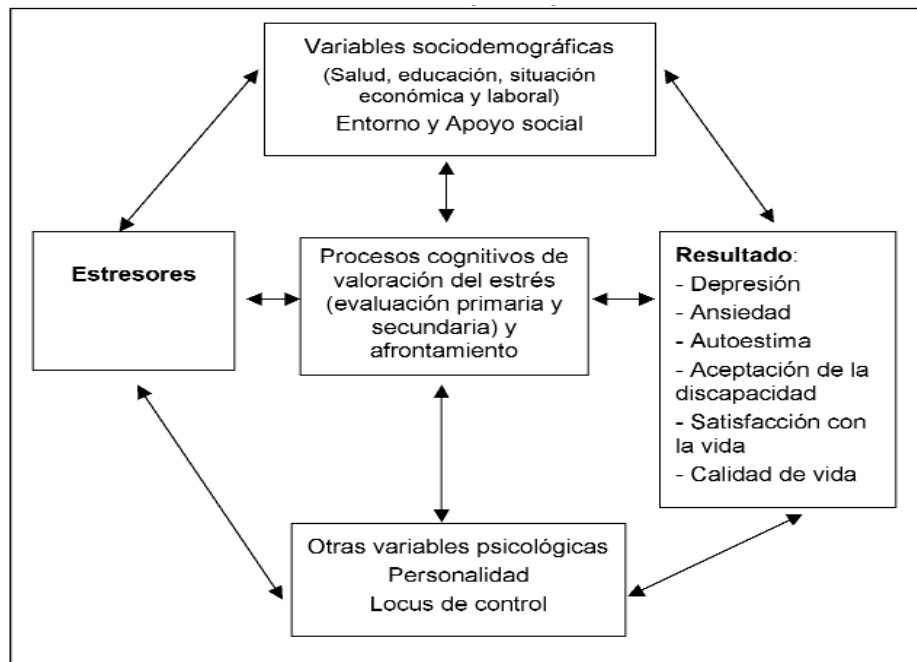 Variables sociodemográficas
(Salud, educación, situación
económica y laboral)
Entorno y Apoyo social
Estresores
Procesos cognitivos de
valoración del estrés
(evaluación primaria y
secundaria) y
afrontamiento
Resultado:
- Depresión
- Ansiedad
- Autoestima
- Aceptación de la
discapacidad
- Satisfacción con
la vida
- Calidad de vida
Otras variables psicológicas
Personalidad
Locus de control